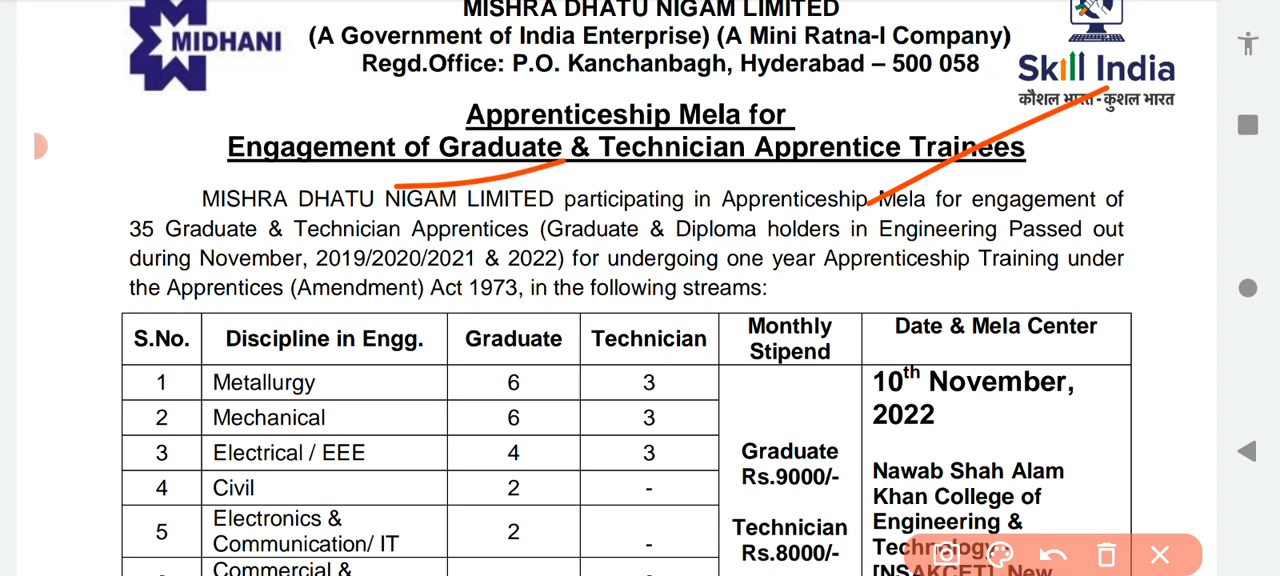 MISHRA DHATU NIGAM LIMITED
MIDHANI
(A Government of India Enterprise) (A Mini Ratna-I Company)
Regd.Office: P.O. Kanchanbagh, Hyderabad – 500 058
Skill India
कौशल भारत - कुशल भारत
Apprenticeship Mela for
Engagement of Graduate & Technician Apprentice Trainees
MISHRA DHATU NIGAM LIMITED participating in Apprenticeship Mela for engagement of
35 Graduate & Technician Apprentices (Graduate & Diploma holders in Engineering Passed out
during November, 2019/2020/2021 & 2022) for undergoing one year Apprenticeship Training under
the Apprentices (Amendment) Act 1973, in the following streams:
S.No. Discipline in Engg. Graduate Technician Monthly Stipend Date & Mela Center
1 Metallurgy 6 3
2 Mechanical 6 3
3 Electrical / EEE 4 3
4 Civil 2 -
5 Electronics & Communication/ IT 2 -
Commercial &
Graduate
Rs.9000/-
Technician
Rs.8000/-
10th November,
2022
Nawab Shah Alam
Khan College of
Engineering &
Technology
[NSAKCET], New